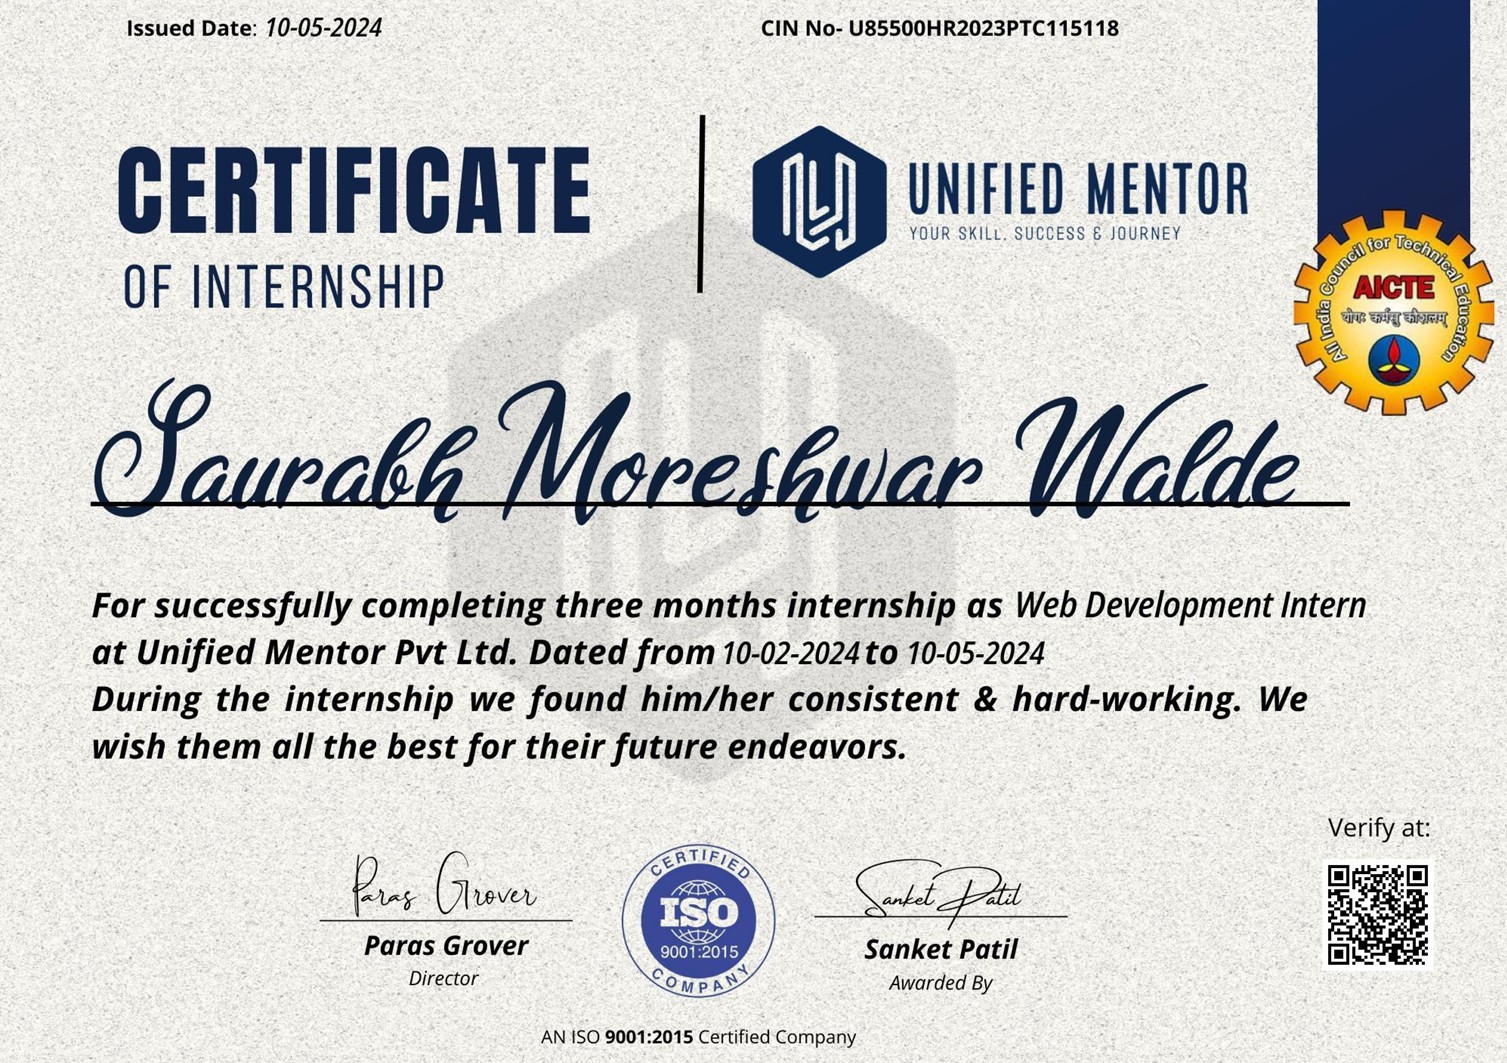 Issued Date: 10-05-2024
CIN No- U85500HR2023PTC115118
CERTIFICATE
OF INTERNSHIP
UNIFIED MENTOR
YOUR SKILL, SUCCESS & JOURNEY
All India Council for Technical Education
AICTE
योगः कर्मसु कौशलम्
Saurabh Moreshwar Walde
For successfully completing three months internship as Web Development Intern
at Unified Mentor Pvt Ltd. Dated from 10-02-2024 to 10-05-2024
During the internship we found him/her consistent & hard-working. We
wish them all the best for their future endeavors.
Verify at:
Paras Grover
Paras Grover
Director
CERTIFIED
ISO
9001:2015
COMPANY
Sanket Patil
Sanket Patil
Awarded By
AN ISO 9001:2015 Certified Company